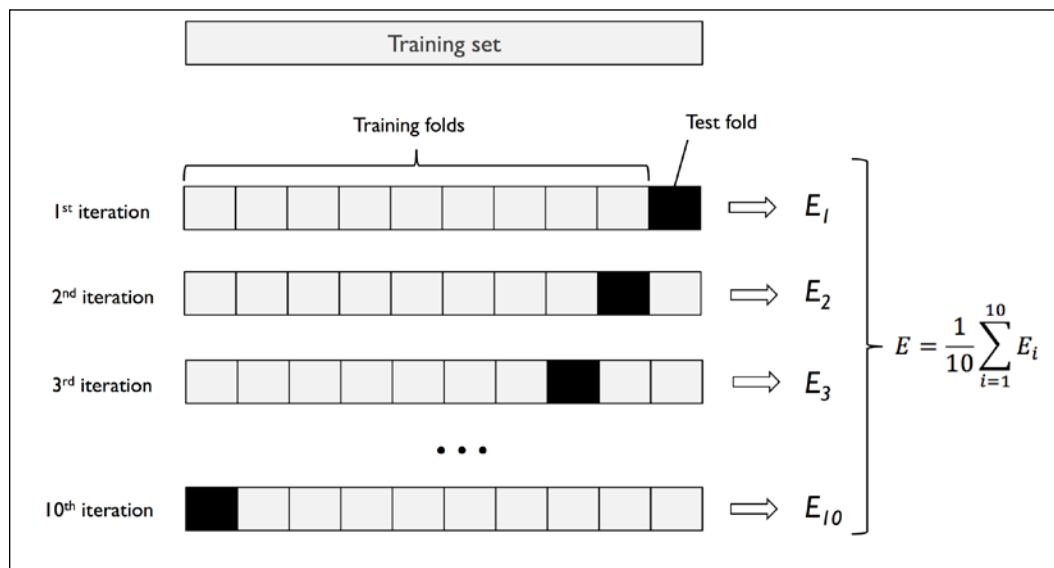 Training set
Training folds
Test fold
1st iteration
E1
2nd iteration
E2
3rd iteration
E3
E = 1/10 ∑_{i=1}^{10} E_i
• • •
10th iteration
E10